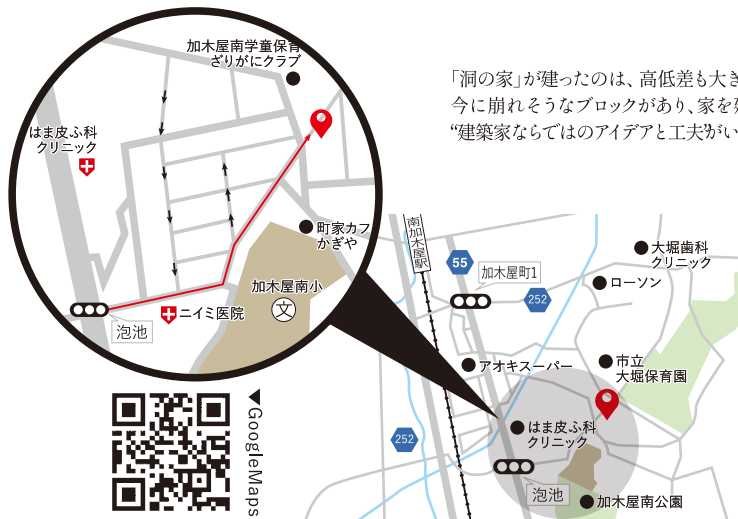 加木屋南学童保育
ざりがにクラブ
はま皮ふ科
クリニック
町家カフ
かぎや
加木屋南小
文
ニイミ医院
泡池
「洞の家」が建ったのは、高低差も大き
今に崩れそうなブロックがあり、家を
“建築家ならではのアイデアと工夫”がい
南加木屋駅
55
加木屋町1
252
大堀歯科
クリニック
ローソン
アオキスーパー
市立
大堀保育園
252
はま皮ふ科
クリニック
泡池
加木屋南公園
GoogleMaps